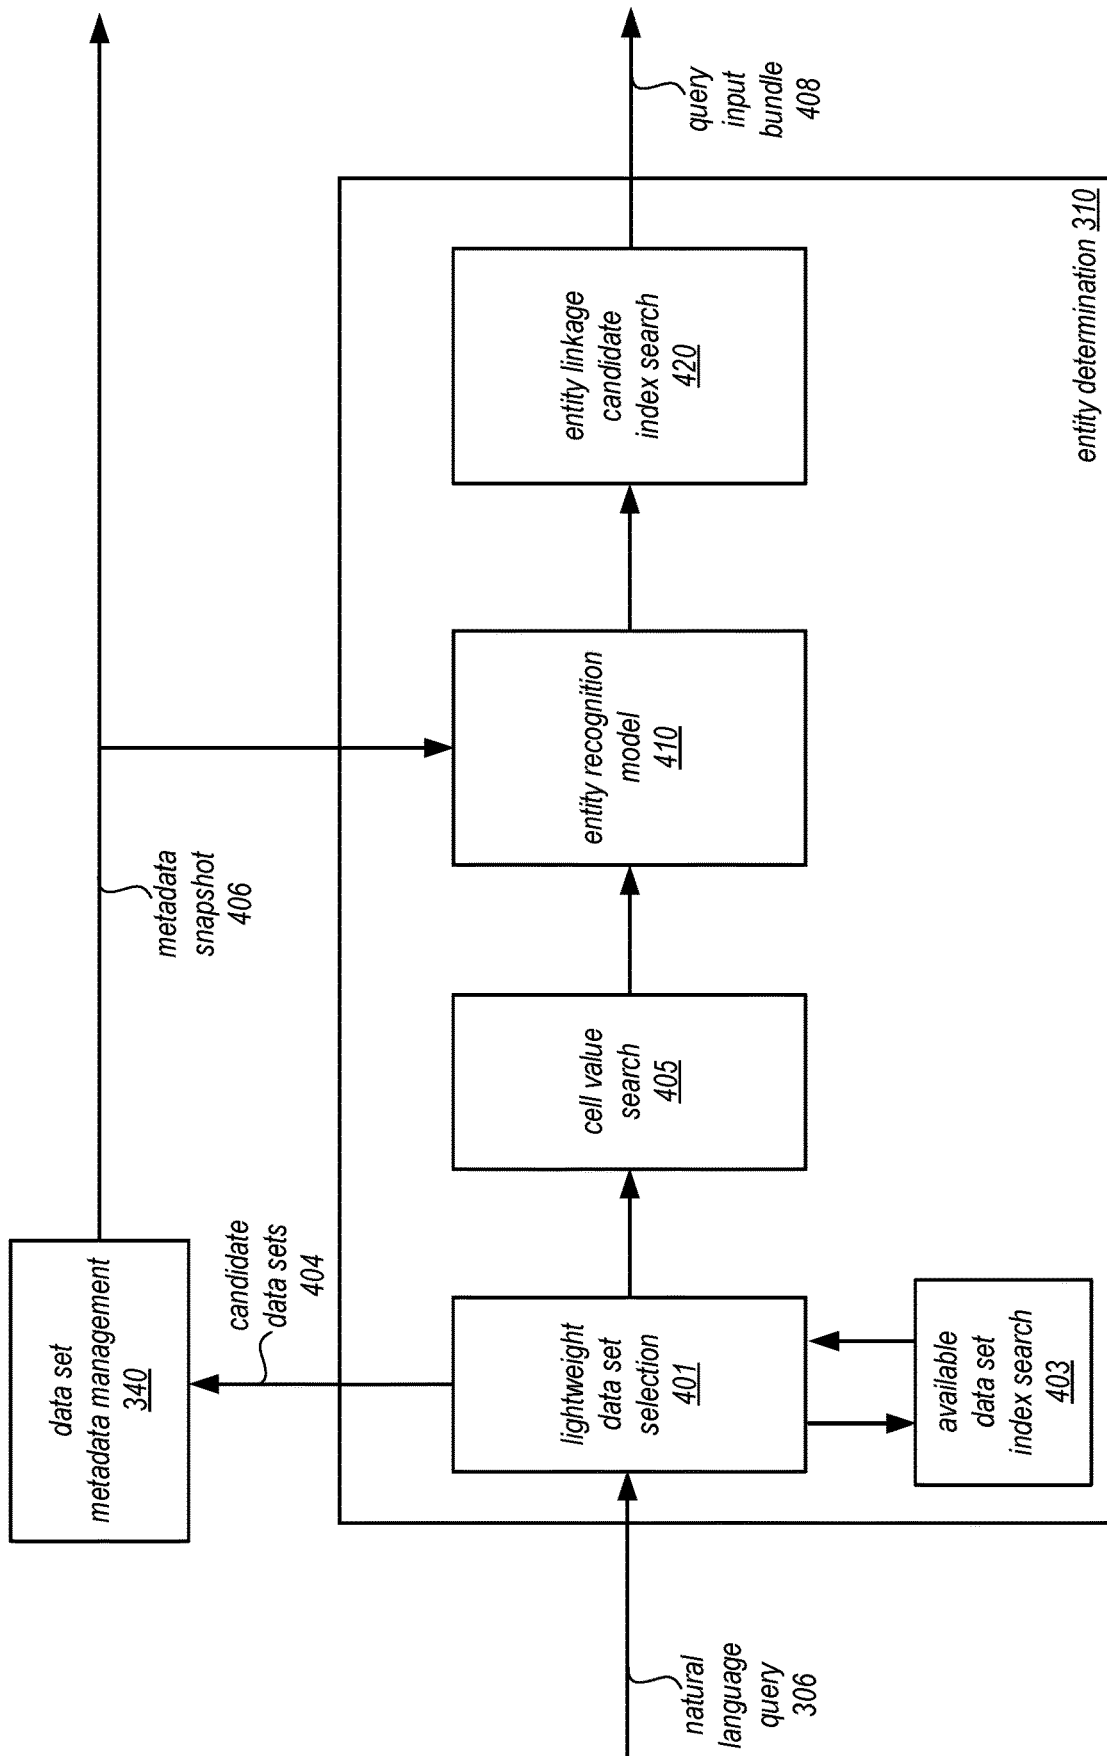 data set
metadata management
340
metadata
snapshot
406
candidate
data sets
404
natural
language
query
306
lightweight
data set
selection
401
available
data set
index search
403
cell value
search
405
entity recognition
model
410
entity linkage
candidate
index search
420
query
input
bundle
408
entity determination 310